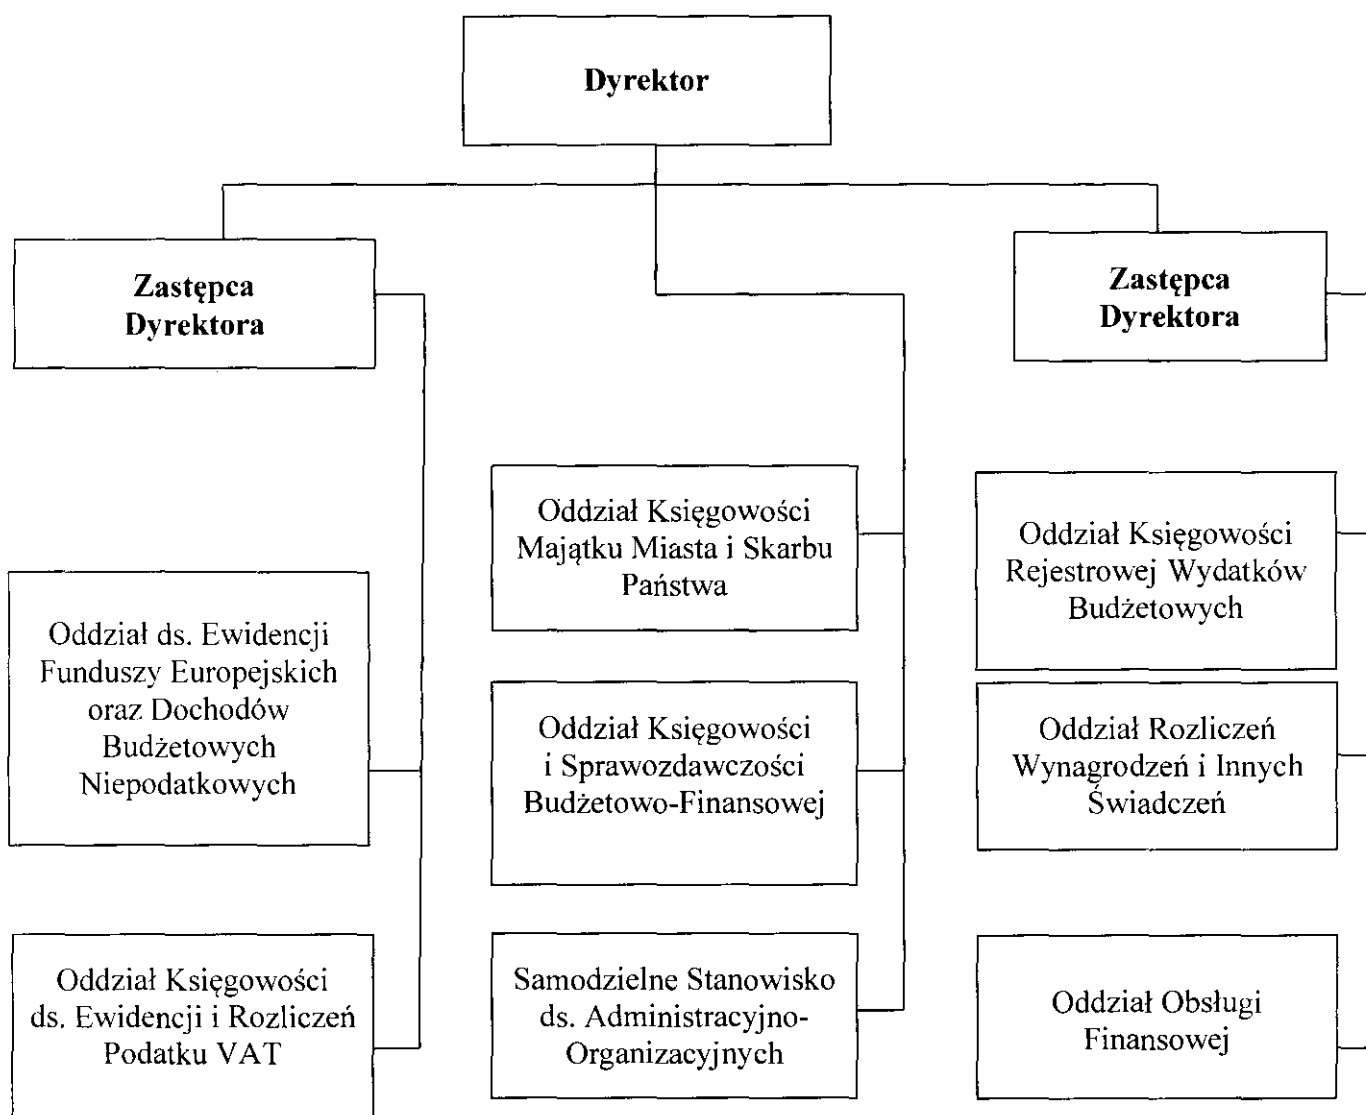 Dyrektor
Zastępca
Dyrektora
Zastępca
Dyrektora
Oddział ds. Ewidencji
Funduszy Europejskich
oraz Dochodów
Budżetowych
Niepodatkowych
Oddział Księgowości
ds. Ewidencji i Rozliczeń
Podatku VAT
Oddział Księgowości
Majątku Miasta i Skarbu
Państwa
Oddział Księgowości
i Sprawozdawczości
Budżetowo-Finansowej
Samodzielne Stanowisko
ds. Administracyjno-
Organizacyjnych
Oddział Księgowości
Rejestrowej Wydatków
Budżetowych
Oddział Rozliczeń
Wynagrodzeń i Innych
Świadczeń
Oddział Obsługi
Finansowej